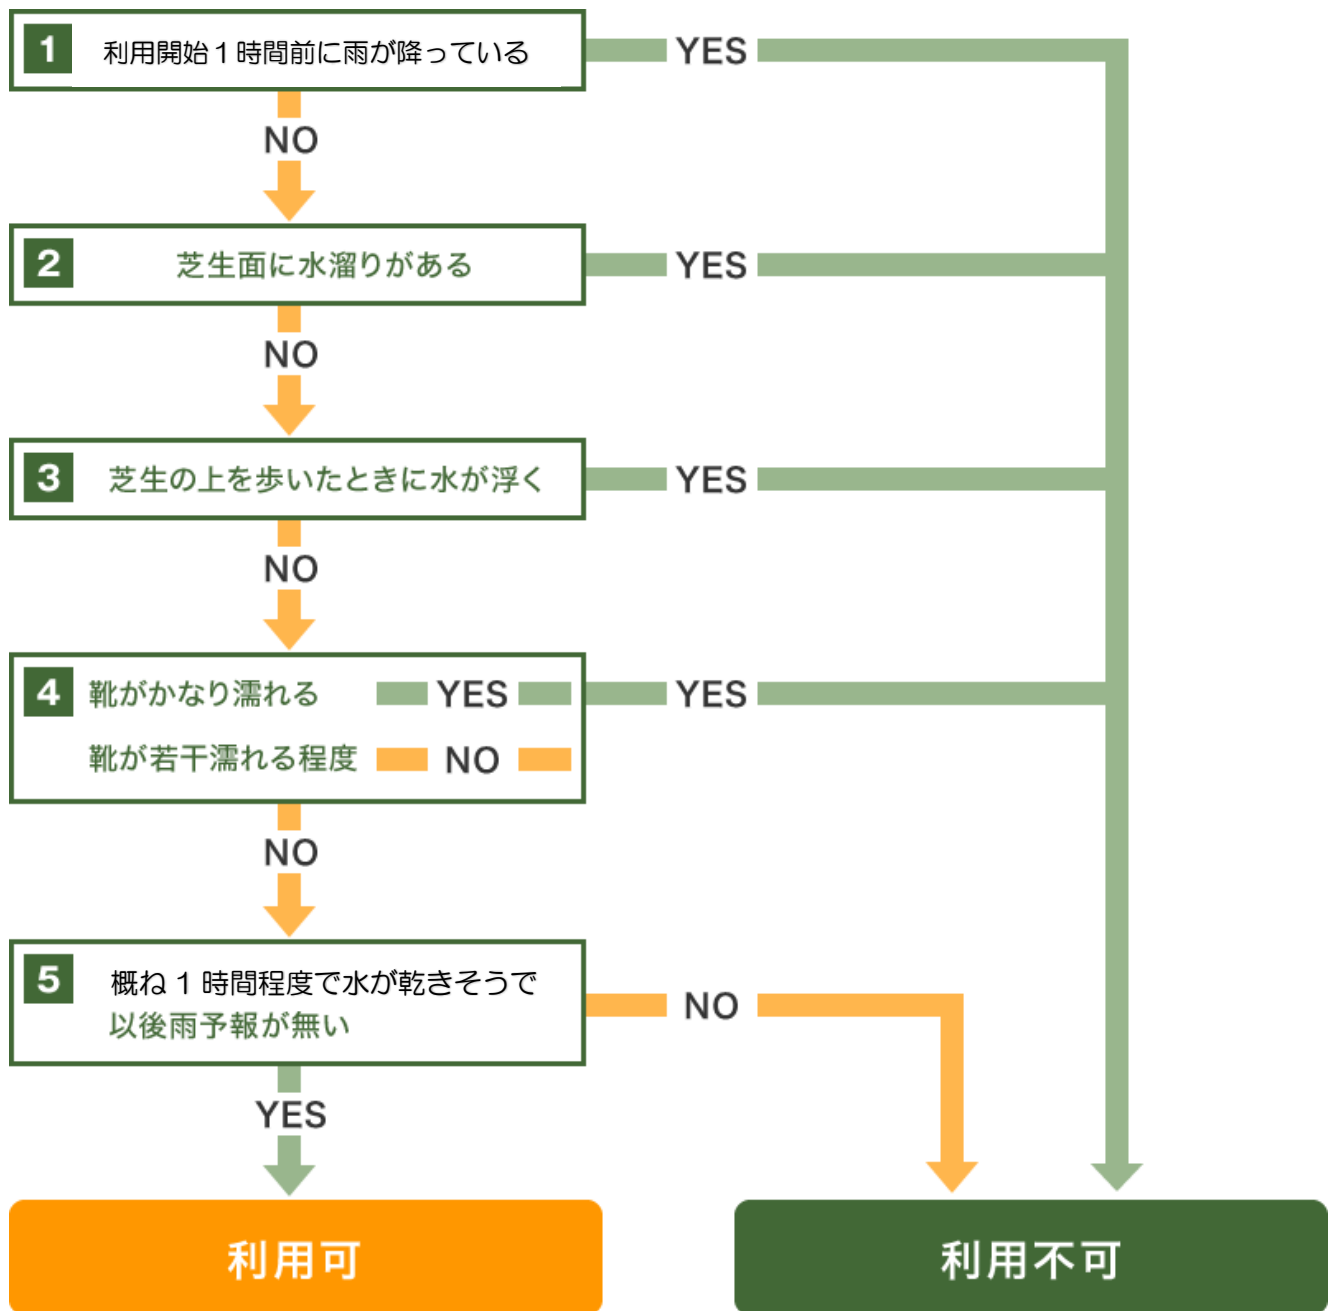 1 利用開始1時間前に雨が降っている
YES
NO
2 芝生面に水溜りがある
YES
NO
3 芝生の上を歩いたときに水が浮く
YES
NO
4 靴がかなり濡れる YES
YES
靴が若干濡れる程度 NO
NO
5 概ね1時間程度で水が乾きそうで
以後雨予報が無い
NO
YES
利用可
利用不可